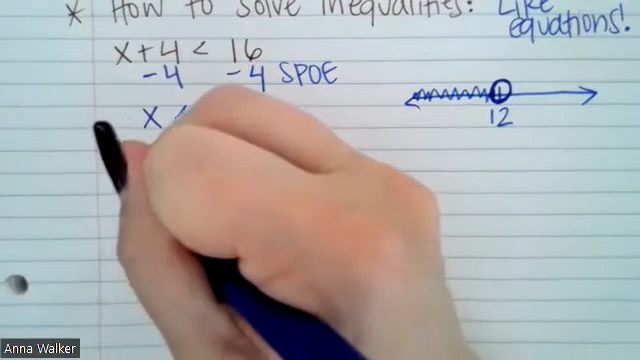 * How to solve inequalities: Like
equations!
x + 4 < 16
-4 -4 SPOE
x <
12
Anna Walker